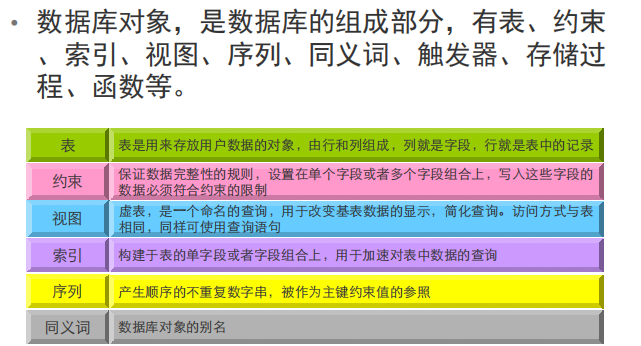 • 数据库对象，是数据库的组成部分，有表、约束
、索引、视图、序列、同义词、触发器、存储过
程、函数等。
表 表是用来存放用户数据的对象，由行和列组成，列就是字段，行就是表中的记录
约束 保证数据完整性的规则，设置在单个字段或者多个字段组合上，写入这些字段的
数据必须符合约束的限制
视图 虚表，是一个命名的查询，用于改变基表数据的显示，简化查询。访问方式与表
相同，同样可使用查询语句
索引 构建于表的单字段或者字段组合上，用于加速对表中数据的查询
序列 产生顺序的不重复数字串，被作为主键约束值的参照
同义词 数据库对象的别名